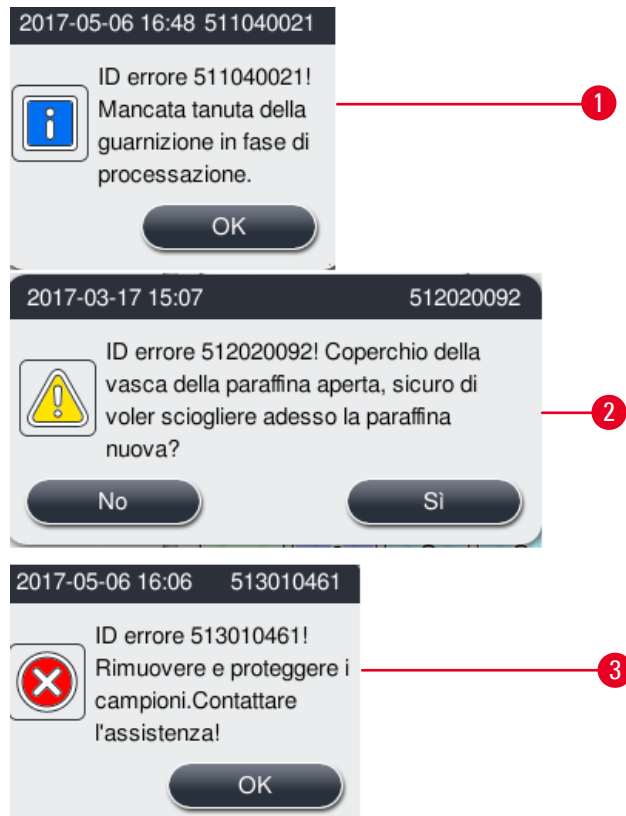 2017-05-06 16:48 511040021
ID errore 511040021!
Mancata tanuta della
guarnizione in fase di
processazione.
OK
1
2017-03-17 15:07 512020092
ID errore 512020092! Coperchio della
vasca della paraffina aperta, sicuro di
voler sciogliere adesso la paraffina
nuova?
No Sì
2
2017-05-06 16:06 513010461
ID errore 513010461!
Rimuovere e proteggere i
campioni.Contattare
l'assistenza!
OK
3